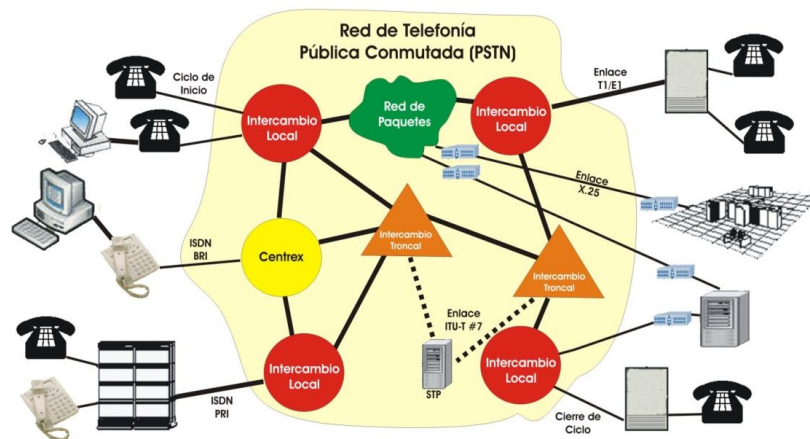 Red de Telefonía
Pública Conmutada (PSTN)
Ciclo de
Inicio
Intercambio
Local
Red de
Paquetes
Intercambio
Local
Enlace
T1/E1
Enlace
X.25
ISDN
BRI
Centrex
Intercambio
Troncal
Intercambio
Troncal
Enlace
ITU-T #7
STP
Intercambio
Local
ISDN
PRI
Intercambio
Local
Cierre de
Ciclo